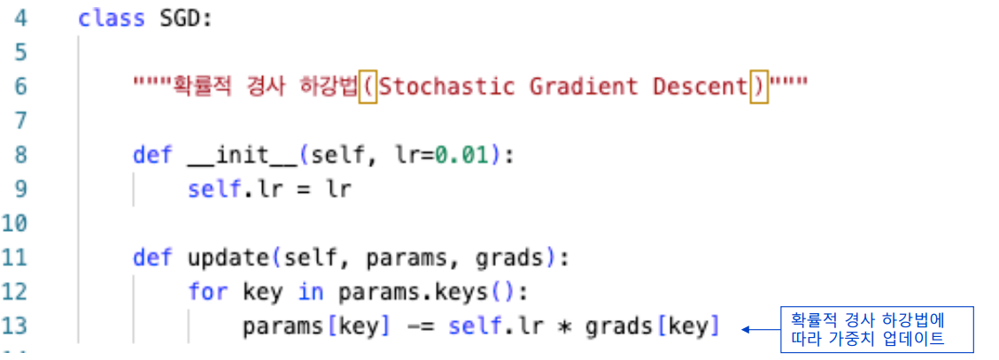 4 class SGD:
5
6 """확률적 경사 하강법(Stochastic Gradient Descent)"""
7
8 def __init__(self, lr=0.01):
9 self.lr = lr
10
11 def update(self, params, grads):
12 for key in params.keys():
13 params[key] -= self.lr * grads[key]
확률적 경사 하강법에
따라 가중치 업데이트